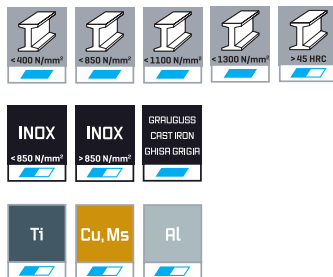 <400 N/mm² <850 N/mm² <1100 N/mm² <1300 N/mm² >45 HRC
INOX INOX GRAUGUSS
CAST IRON
GHISA GRIGIA
<850 N/mm² >850 N/mm²
Ti Cu, Ms Al